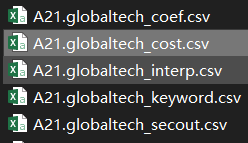 A21.globaltech_coef.csv
A21.globaltech_cost.csv
A21.globaltech_interp.csv
A21.globaltech_keyword.csv
A21.globaltech_secout.csv